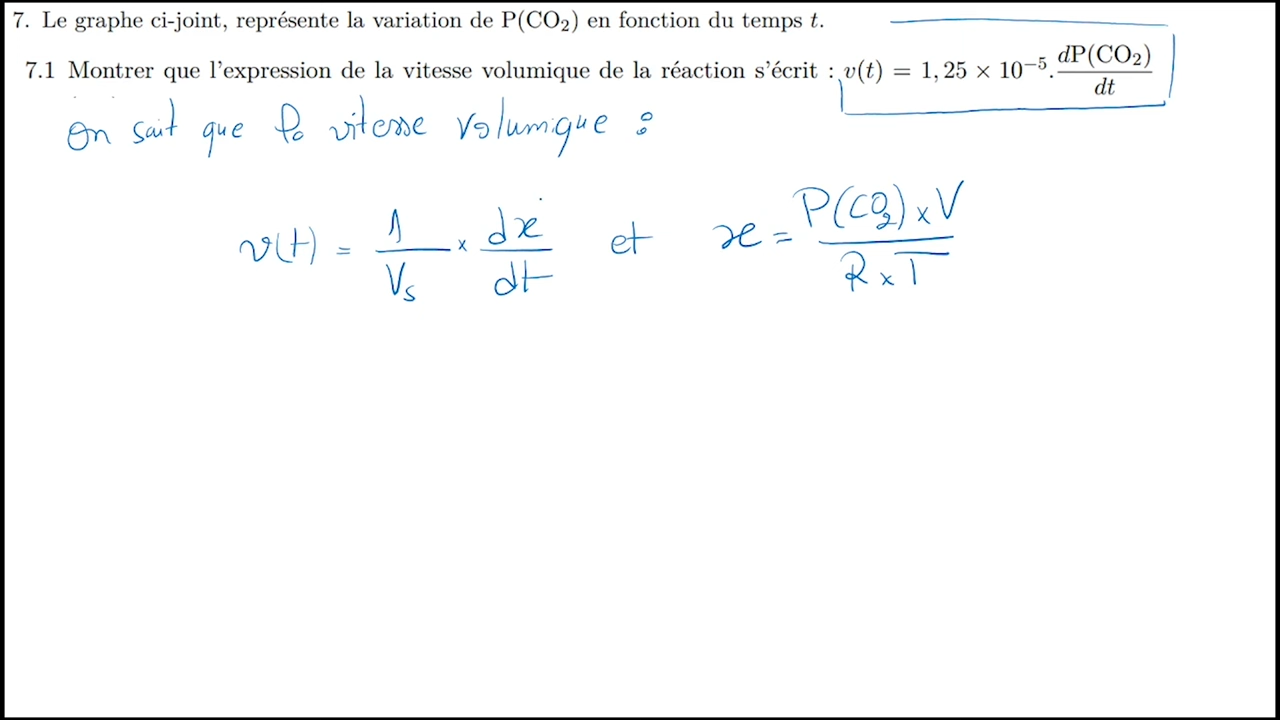 7. Le graphe ci-joint, représente la variation de P(CO₂) en fonction du temps t.
7.1 Montrer que l'expression de la vitesse volumique de la réaction s'écrit : v(t) = 1,25 × 10⁻⁵. dP(CO₂)/dt
On sait que la vitesse volumique :
v(t) = 1/Vs × dx/dt et x = P(CO₂) × V / R × T